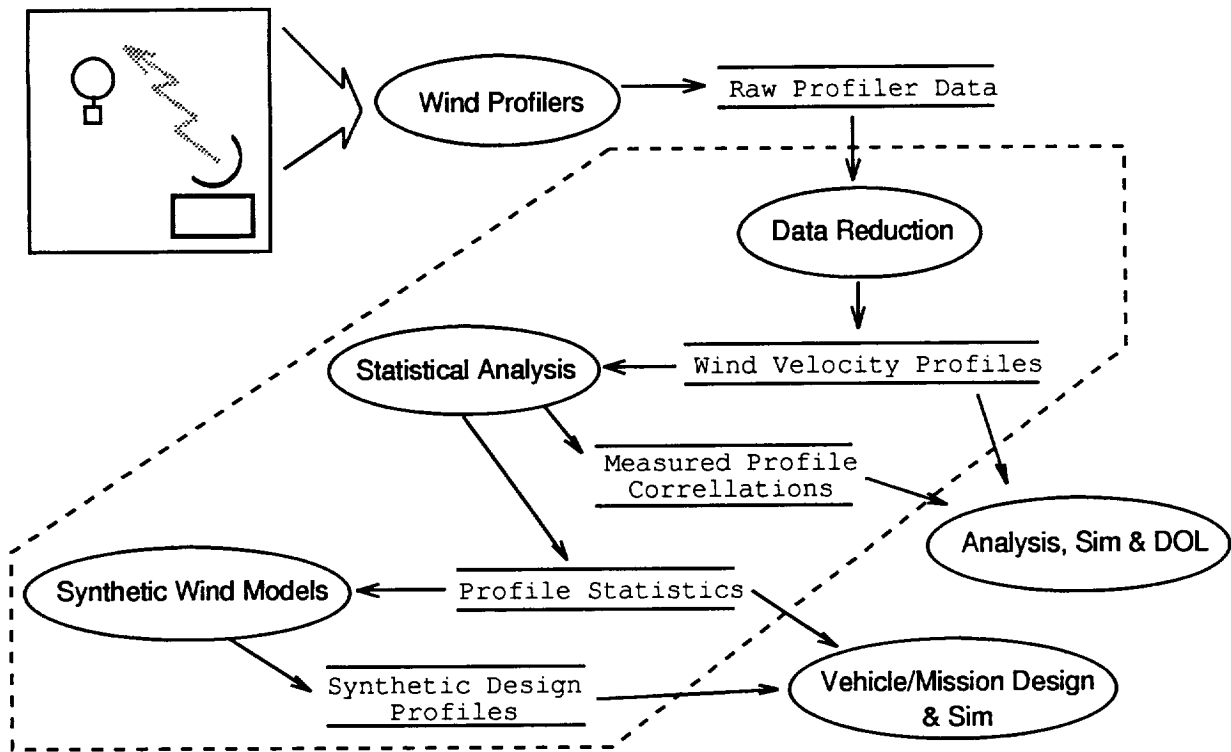 Wind Profilers
Raw Profiler Data
Data Reduction
Wind Velocity Profiles
Statistical Analysis
Measured Profile
Correllations
Analysis, Sim & DOL
Synthetic Wind Models
Profile Statistics
Synthetic Design
Profiles
Vehicle/Mission Design
& Sim